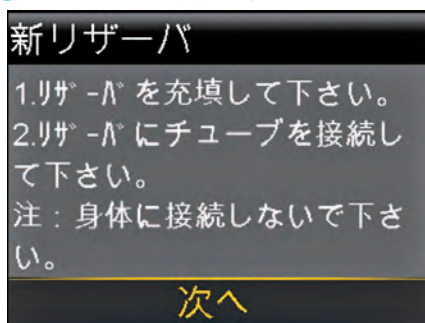 新リザーバ
1.ﾘｻﾞｰﾊﾞを充填して下さい。
2.ﾘｻﾞｰﾊﾞにチューブを接続し
て下さい。
注：身体に接続しないで下さ
い。
次へ